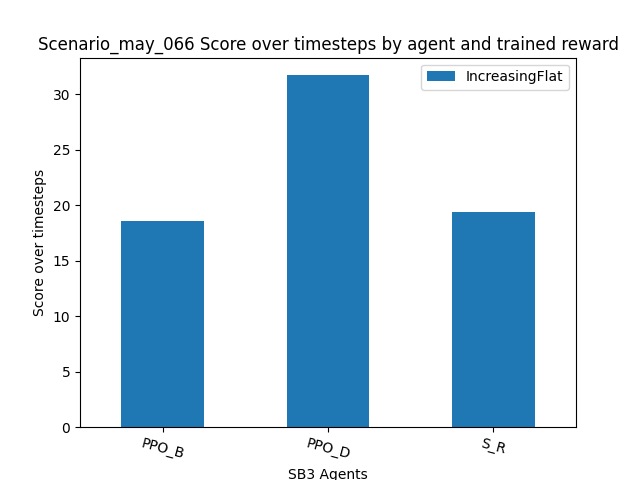 Scenario_may_066 Score over timesteps by agent and trained reward
IncreasingFlat
Score over timesteps
30
25
20
15
10
5
0
PPO_B
PPO_D
S_R
SB3 Agents